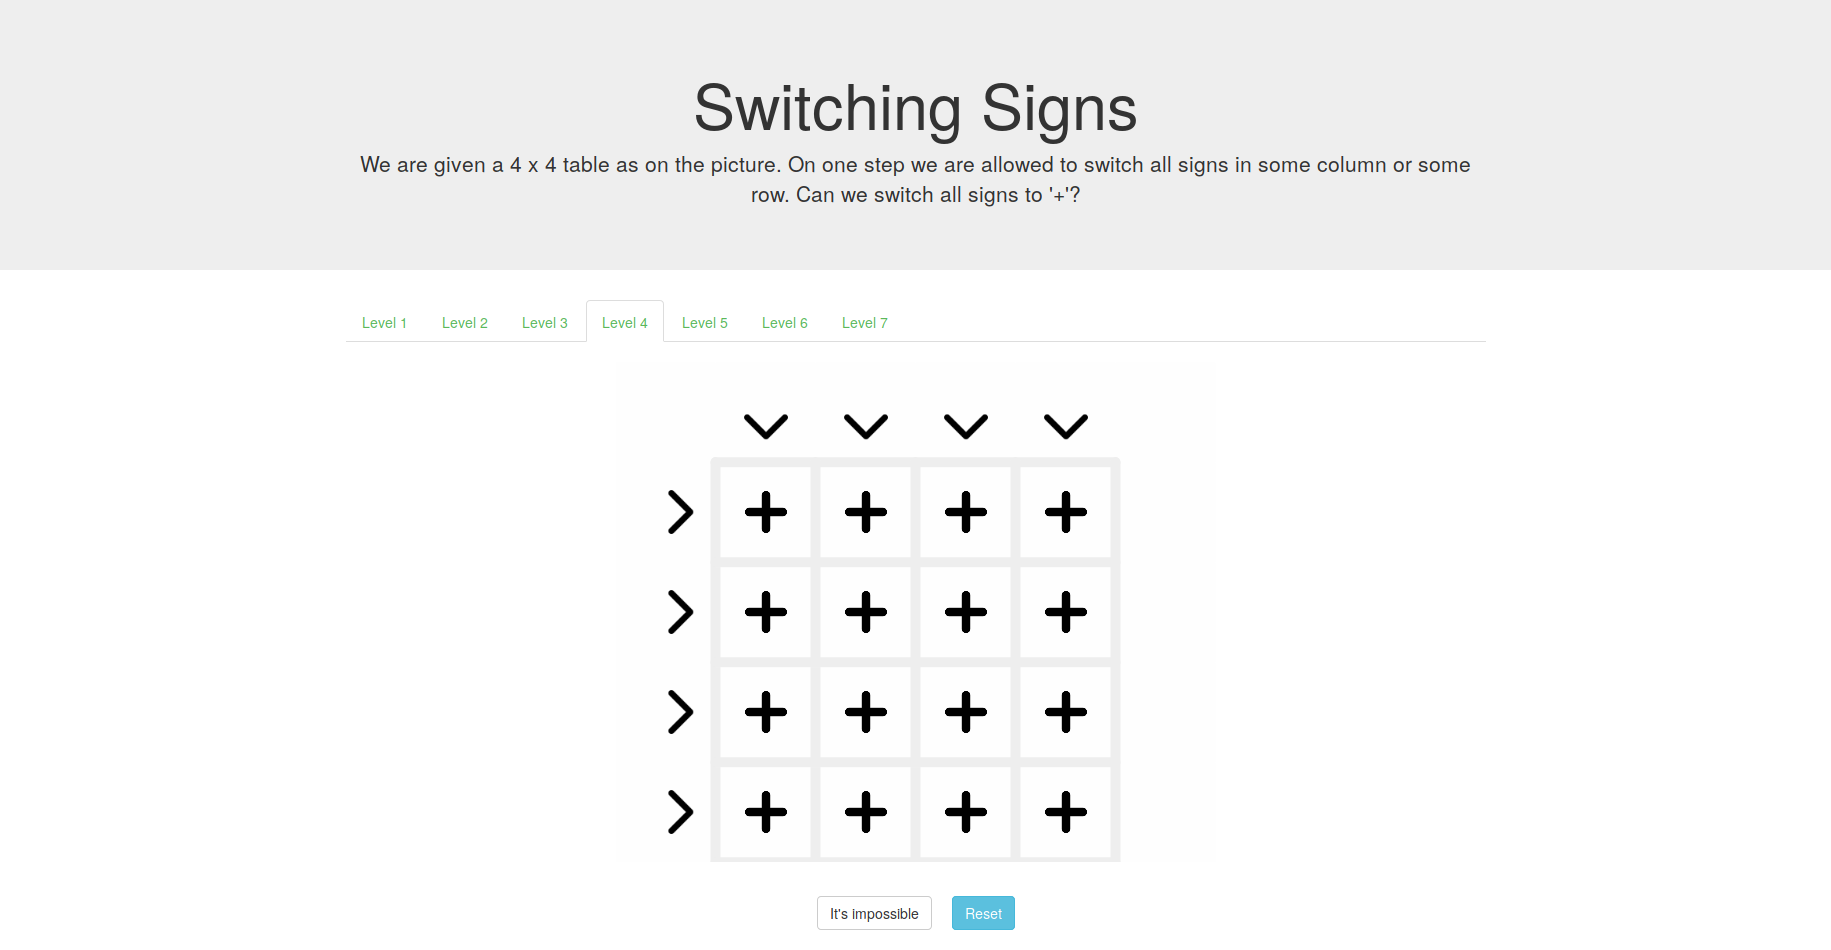 Switching Signs
We are given a 4 x 4 table as on the picture. On one step we are allowed to switch all signs in some column or some
row. Can we switch all signs to '+'?
Level 1 Level 2 Level 3 Level 4 Level 5 Level 6 Level 7
+ + + +
+ + + +
+ + + +
+ + + +
It's impossible Reset